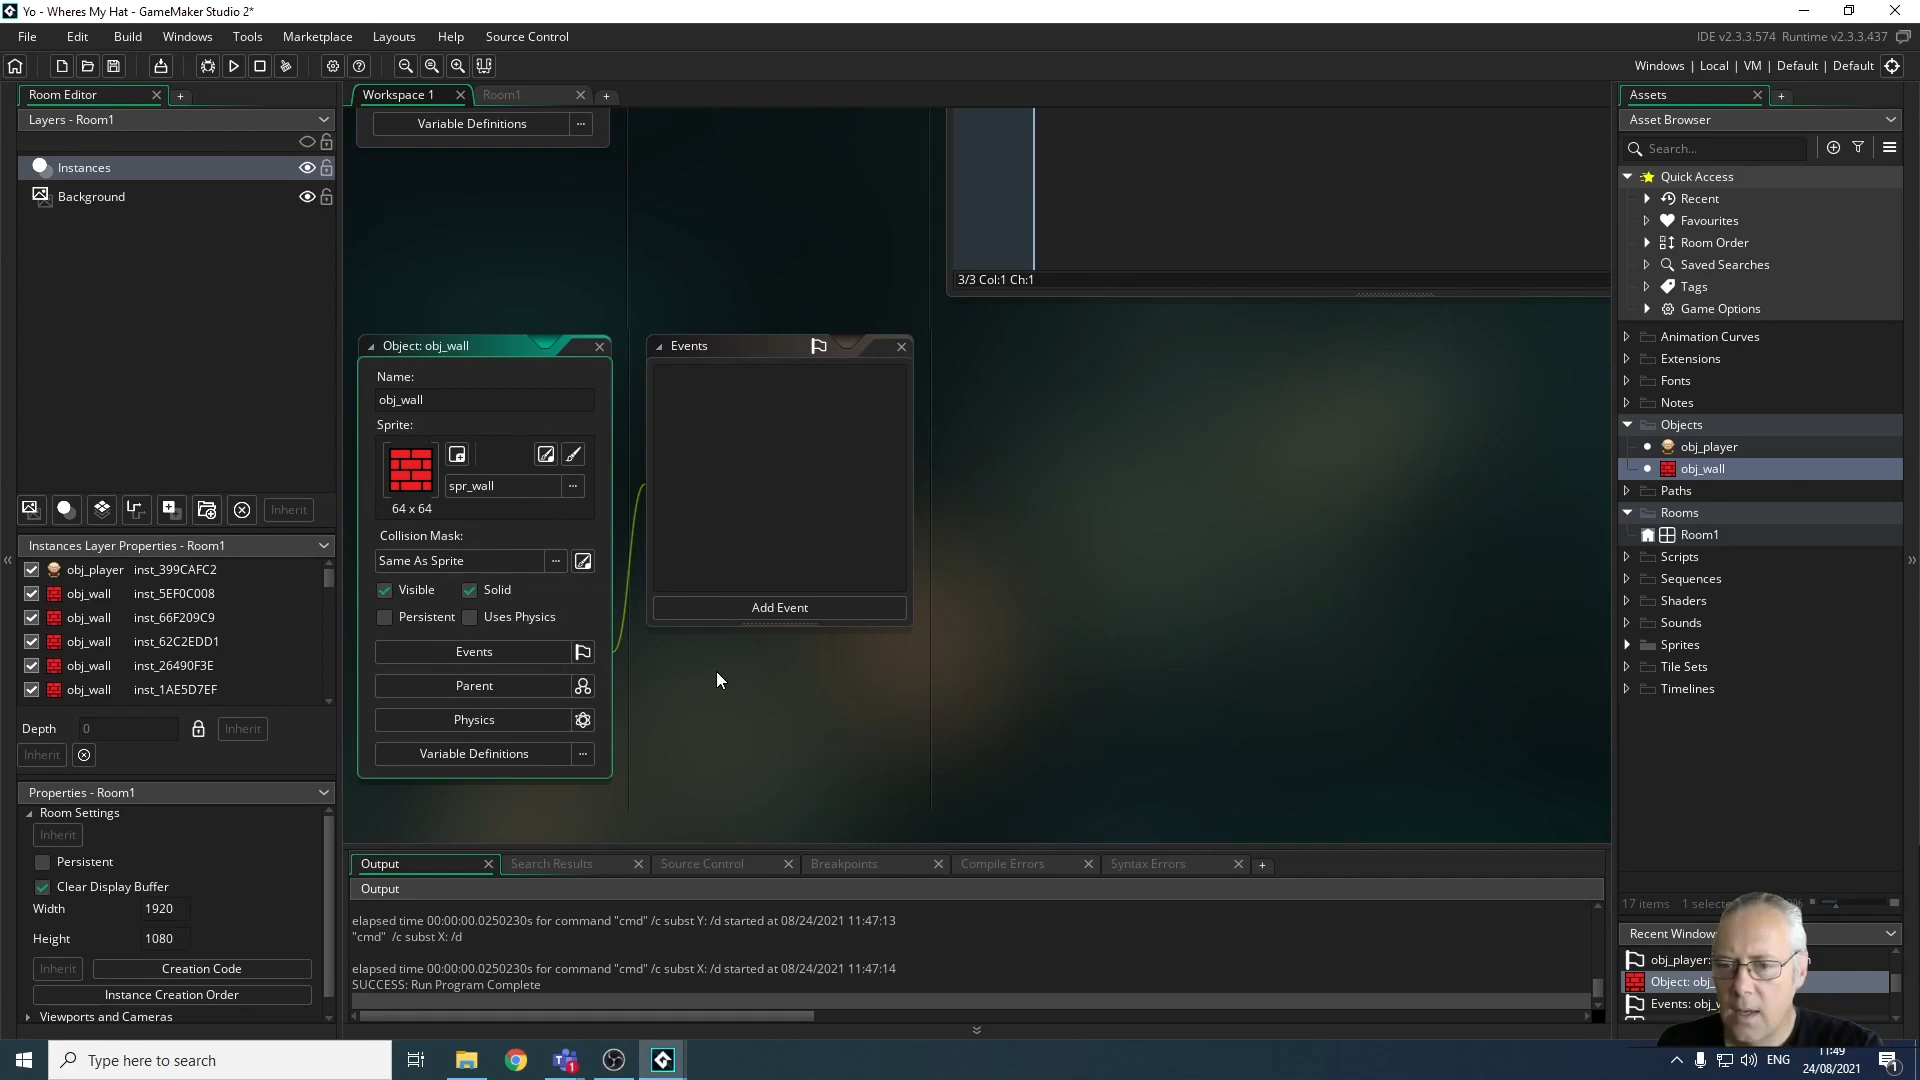 Yo - Wheres My Hat - GameMaker Studio 2*
File Edit Build Windows Tools Marketplace Layouts Help Source Control
IDE v2.3.3.574 Runtime v2.3.3.437
Windows | Local | VM | Default | Default
Room Editor
Layers - Room1
Instances
Background
Inherit
Instances Layer Properties - Room1
obj_player inst_399CAFC2
obj_wall inst_5EF0C008
obj_wall inst_66F209C9
obj_wall inst_62C2EDD1
obj_wall inst_26490F3E
obj_wall inst_1AE5D7EF
Depth 0 Inherit
Inherit
Properties - Room1
Room Settings
Inherit
Persistent
Clear Display Buffer
Width 1920
Height 1080
Inherit Creation Code
Instance Creation Order
Viewports and Cameras
Workspace 1 Room1
Variable Definitions
3/3 Col:1 Ch:1
Object: obj_wall
Name:
obj_wall
Sprite:
spr_wall
64 x 64
Collision Mask:
Same As Sprite
Visible Solid
Persistent Uses Physics
Events
Parent
Physics
Variable Definitions
Events
Add Event
Output Search Results Source Control Breakpoints Compile Errors Syntax Errors
Output
elapsed time 00:00:00.0250230s for command "cmd" /c subst Y: /d started at 08/24/2021 11:47:13
"cmd" /c subst X: /d
elapsed time 00:00:00.0250230s for command "cmd" /c subst X: /d started at 08/24/2021 11:47:14
SUCCESS: Run Program Complete
Assets
Asset Browser
Search...
Quick Access
Recent
Favourites
Room Order
Saved Searches
Tags
Game Options
Animation Curves
Extensions
Fonts
Notes
Objects
obj_player
obj_wall
Paths
Rooms
Room1
Scripts
Sequences
Shaders
Sounds
Sprites
Tile Sets
Timelines
17 items 1 selecte
Recent Window
obj_player:
Object: obj_
Events: obj_w
Type here to search
ENG
11:49
24/08/2021